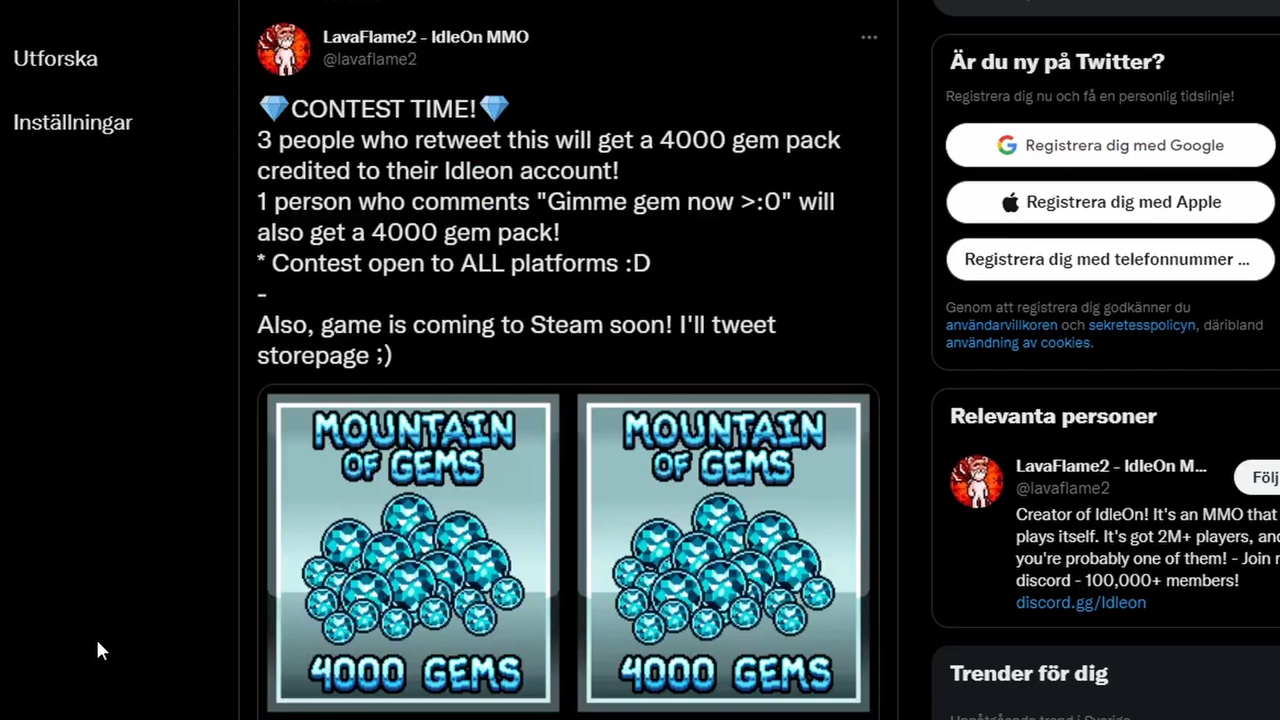 Utforska
Inställningar
LavaFlame2 - IdleOn MMO
@lavaflame2
💎CONTEST TIME!💎
3 people who retweet this will get a 4000 gem pack
credited to their Idleon account!
1 person who comments "Gimme gem now >:0" will
also get a 4000 gem pack!
* Contest open to ALL platforms :D
-
Also, game is coming to Steam soon! I'll tweet
storepage ;)
MOUNTAIN
OF GEMS
4000 GEMS
MOUNTAIN
OF GEMS
4000 GEMS
Är du ny på Twitter?
Registrera dig nu och få en personlig tidslinje!
Registrera dig med Google
Registrera dig med Apple
Registrera dig med telefonnummer ...
Genom att registrera dig godkänner du
användarvillkoren och sekretesspolicyn, däribland
användning av cookies.
Relevanta personer
LavaFlame2 - IdleOn M...
@lavaflame2
Följ
Creator of IdleOn! It's an MMO that
plays itself. It's got 2M+ players, and
you're probably one of them! - Join
discord - 100,000+ members!
discord.gg/Idleon
Trender för dig